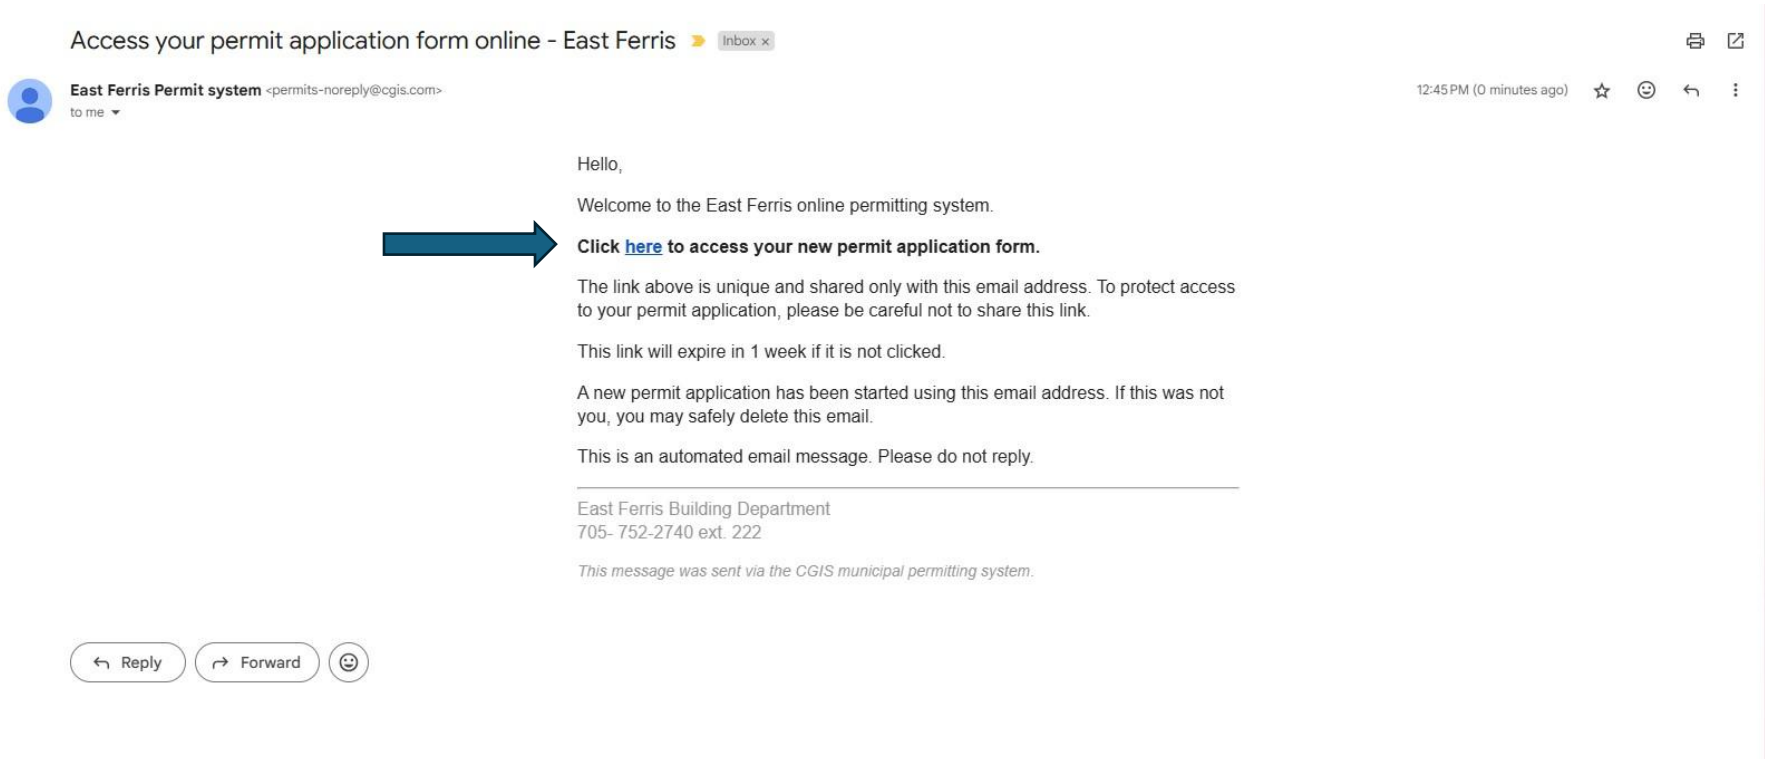 Access your permit application form online - East Ferris Inbox ×
East Ferris Permit system <permits-noreply@cgis.com>
12:45 PM (0 minutes ago)
to me
Hello,
Welcome to the East Ferris online permitting system.
Click here to access your new permit application form.
The link above is unique and shared only with this email address. To protect access
to your permit application, please be careful not to share this link.
This link will expire in 1 week if it is not clicked.
A new permit application has been started using this email address. If this was not
you, you may safely delete this email.
This is an automated email message. Please do not reply.
East Ferris Building Department
705- 752-2740 ext. 222
This message was sent via the CGIS municipal permitting system.
Reply
Forward